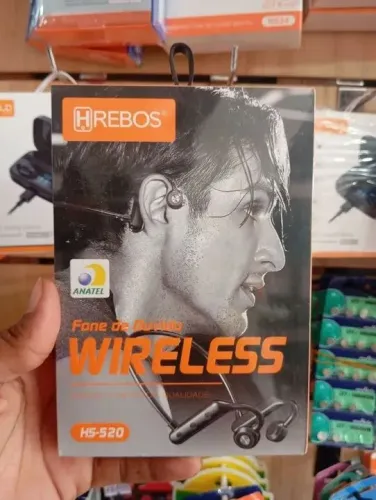 HREBOS®
ANATEL
Fone de Ouvido
WIRELESS
HS-520